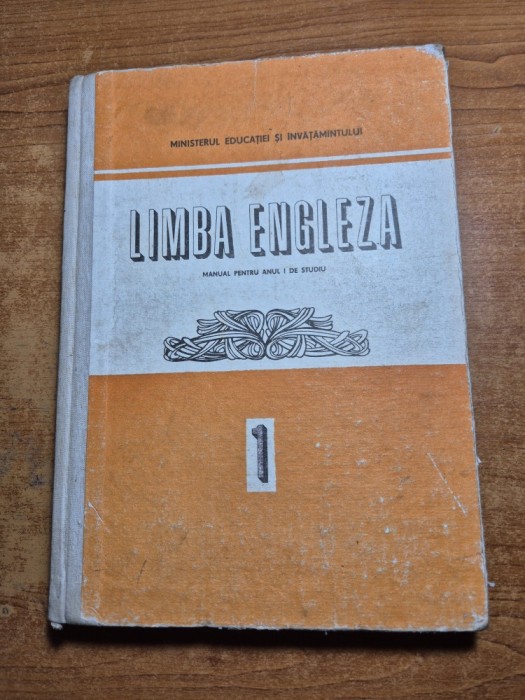 MINISTERUL EDUCAȚIEI ȘI ÎNVĂȚĂMÎNTULUI
LIMBA ENGLEZA
MANUAL PENTRU ANUL I DE STUDIU
1